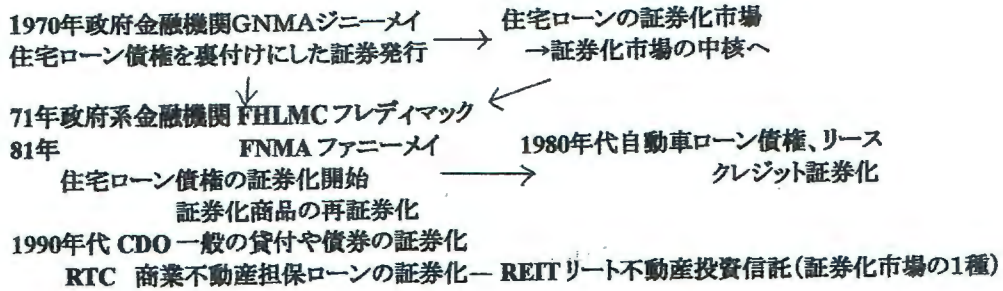 1970年政府金融機関GNMAジニーメイ → 住宅ローンの証券化市場
住宅ローン債権を裏付けにした証券発行 →証券化市場の中核へ
71年政府系金融機関 FHLMC フレディマック
81年 FNMA ファニーメイ 1980年代自動車ローン債権、リース
住宅ローン債権の証券化開始 → クレジット証券化
証券化商品の再証券化
1990年代 CDO 一般の貸付や債券の証券化
RTC 商業不動産担保ローンの証券化― REITリート不動産投資信託(証券化市場の1種)